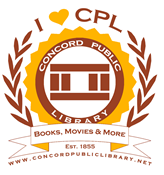 I ♥ CPL
CONCORD PUBLIC
LIBRARY
BOOKS, MOVIES & MORE
EST. 1855
WWW.CONCORDPUBLICLIBRARY.NET